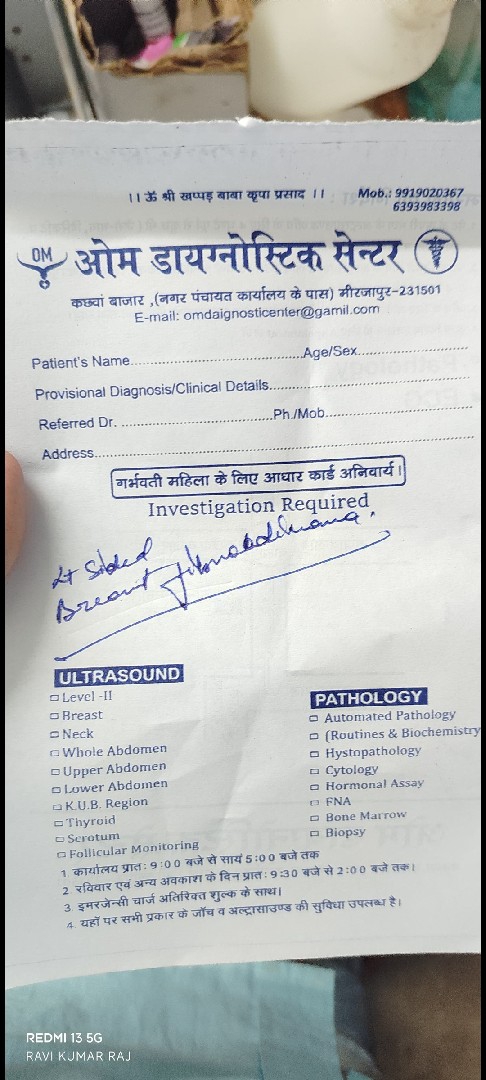 ।। ॐ श्री खप्पड़ बाबा कृपा प्रसाद ।।
Mob.: 9919020367
6393983398
OM
ओम डायग्नोस्टिक सेन्टर
कछवां बाजार ,(नगर पंचायत कार्यालय के पास) मीरजापुर-231501
E-mail: omdaignosticenter@gamil.com
Patient's Name....................................Age/Sex.......................
Provisional Diagnosis/Clinical Details..........................................
Referred Dr. ...............................Ph./Mob..............................
Address.........................................................................
गर्भवती महिला के लिए आधार कार्ड अनिवार्य।
Investigation Required
Lt Sided
Breast
ULTRASOUND
Level -II
Breast
Neck
Whole Abdomen
Upper Abdomen
Lower Abdomen
K.U.B. Region
Thyroid
Scrotum
Follicular Monitoring
PATHOLOGY
Automated Pathology
(Routines & Biochemistry
Hystopathology
Cytology
Hormonal Assay
FNA
Bone Marrow
Biopsy
1. कार्यालय प्रातः 9:00 बजे से सायं 5:00 बजे तक
2. रविवार एवं अन्य अवकाश के दिन प्रातः 9:30 बजे से 2:00 बजे तक।
3. इमरजेन्सी चार्ज अतिरिक्त शुल्क के साथ।
4. यहाँ पर सभी प्रकार के जाँच व अल्ट्रासाउण्ड की सुविधा उपलब्ध है।
REDMI 13 5G
RAVI KUMAR RAJ